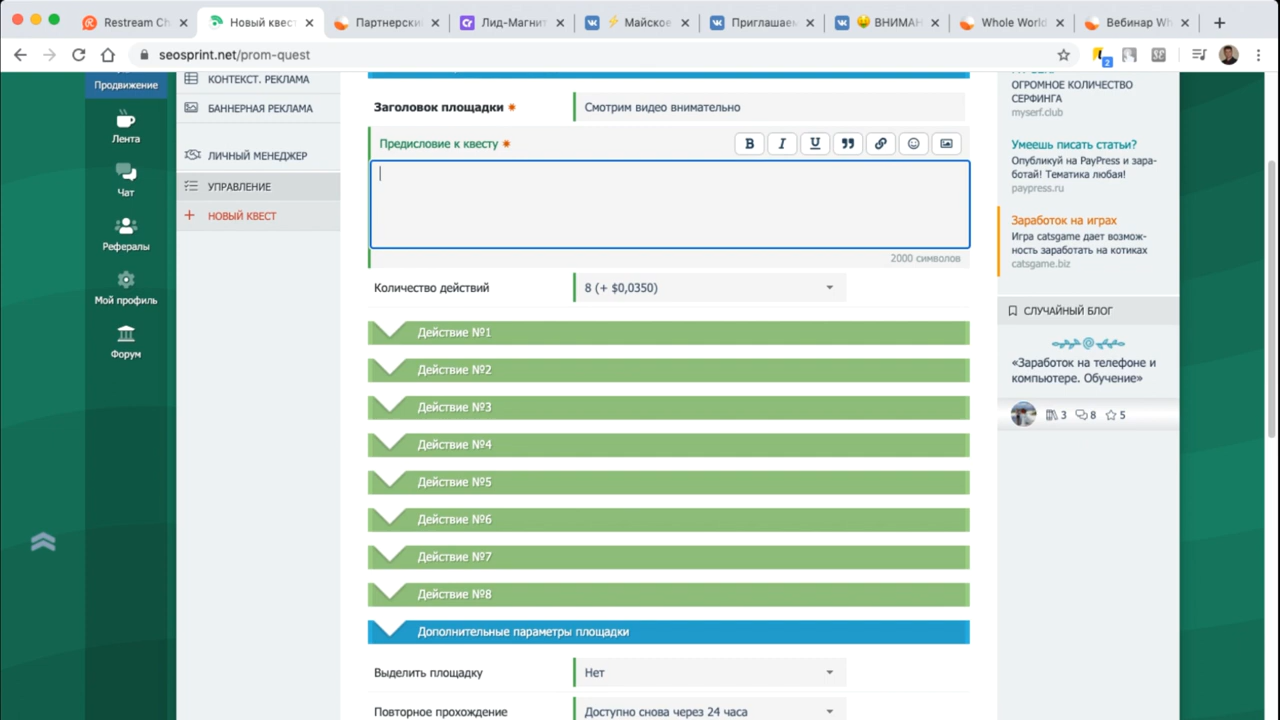 Restream Ch
Новый квест
Партнерски
Лид-Магнит
⚡ Майское
Приглашаем
🤑 ВНИМАН
Whole World
Вебинар Wh
seosprint.net/prom-quest
2
Продвижение
Лента
Чат
Рефералы
Мой профиль
Форум
КОНТЕКСТ. РЕКЛАМА
БАННЕРНАЯ РЕКЛАМА
ЛИЧНЫЙ МЕНЕДЖЕР
УПРАВЛЕНИЕ
НОВЫЙ КВЕСТ
Заголовок площадки
Смотрим видео внимательно
Предисловие к квесту
B I U
2000 символов
Количество действий
8 (+ $0,0350)
Действие №1
Действие №2
Действие №3
Действие №4
Действие №5
Действие №6
Действие №7
Действие №8
Дополнительные параметры площадки
Выделить площадку
Нет
Повторное прохождение
Доступно снова через 24 часа
ОГРОМНОЕ КОЛИЧЕСТВО
СЕРФИНГА
myserf.club
Умеешь писать статьи?
Опубликуй на PayPress и зара-
ботай! Тематика любая!
paypress.ru
Заработок на играх
Игра catsgame дает возмож-
ность заработать на котиках
catsgame.biz
СЛУЧАЙНЫЙ БЛОГ
«Заработок на телефоне и
компьютере. Обучение»
3 8 5